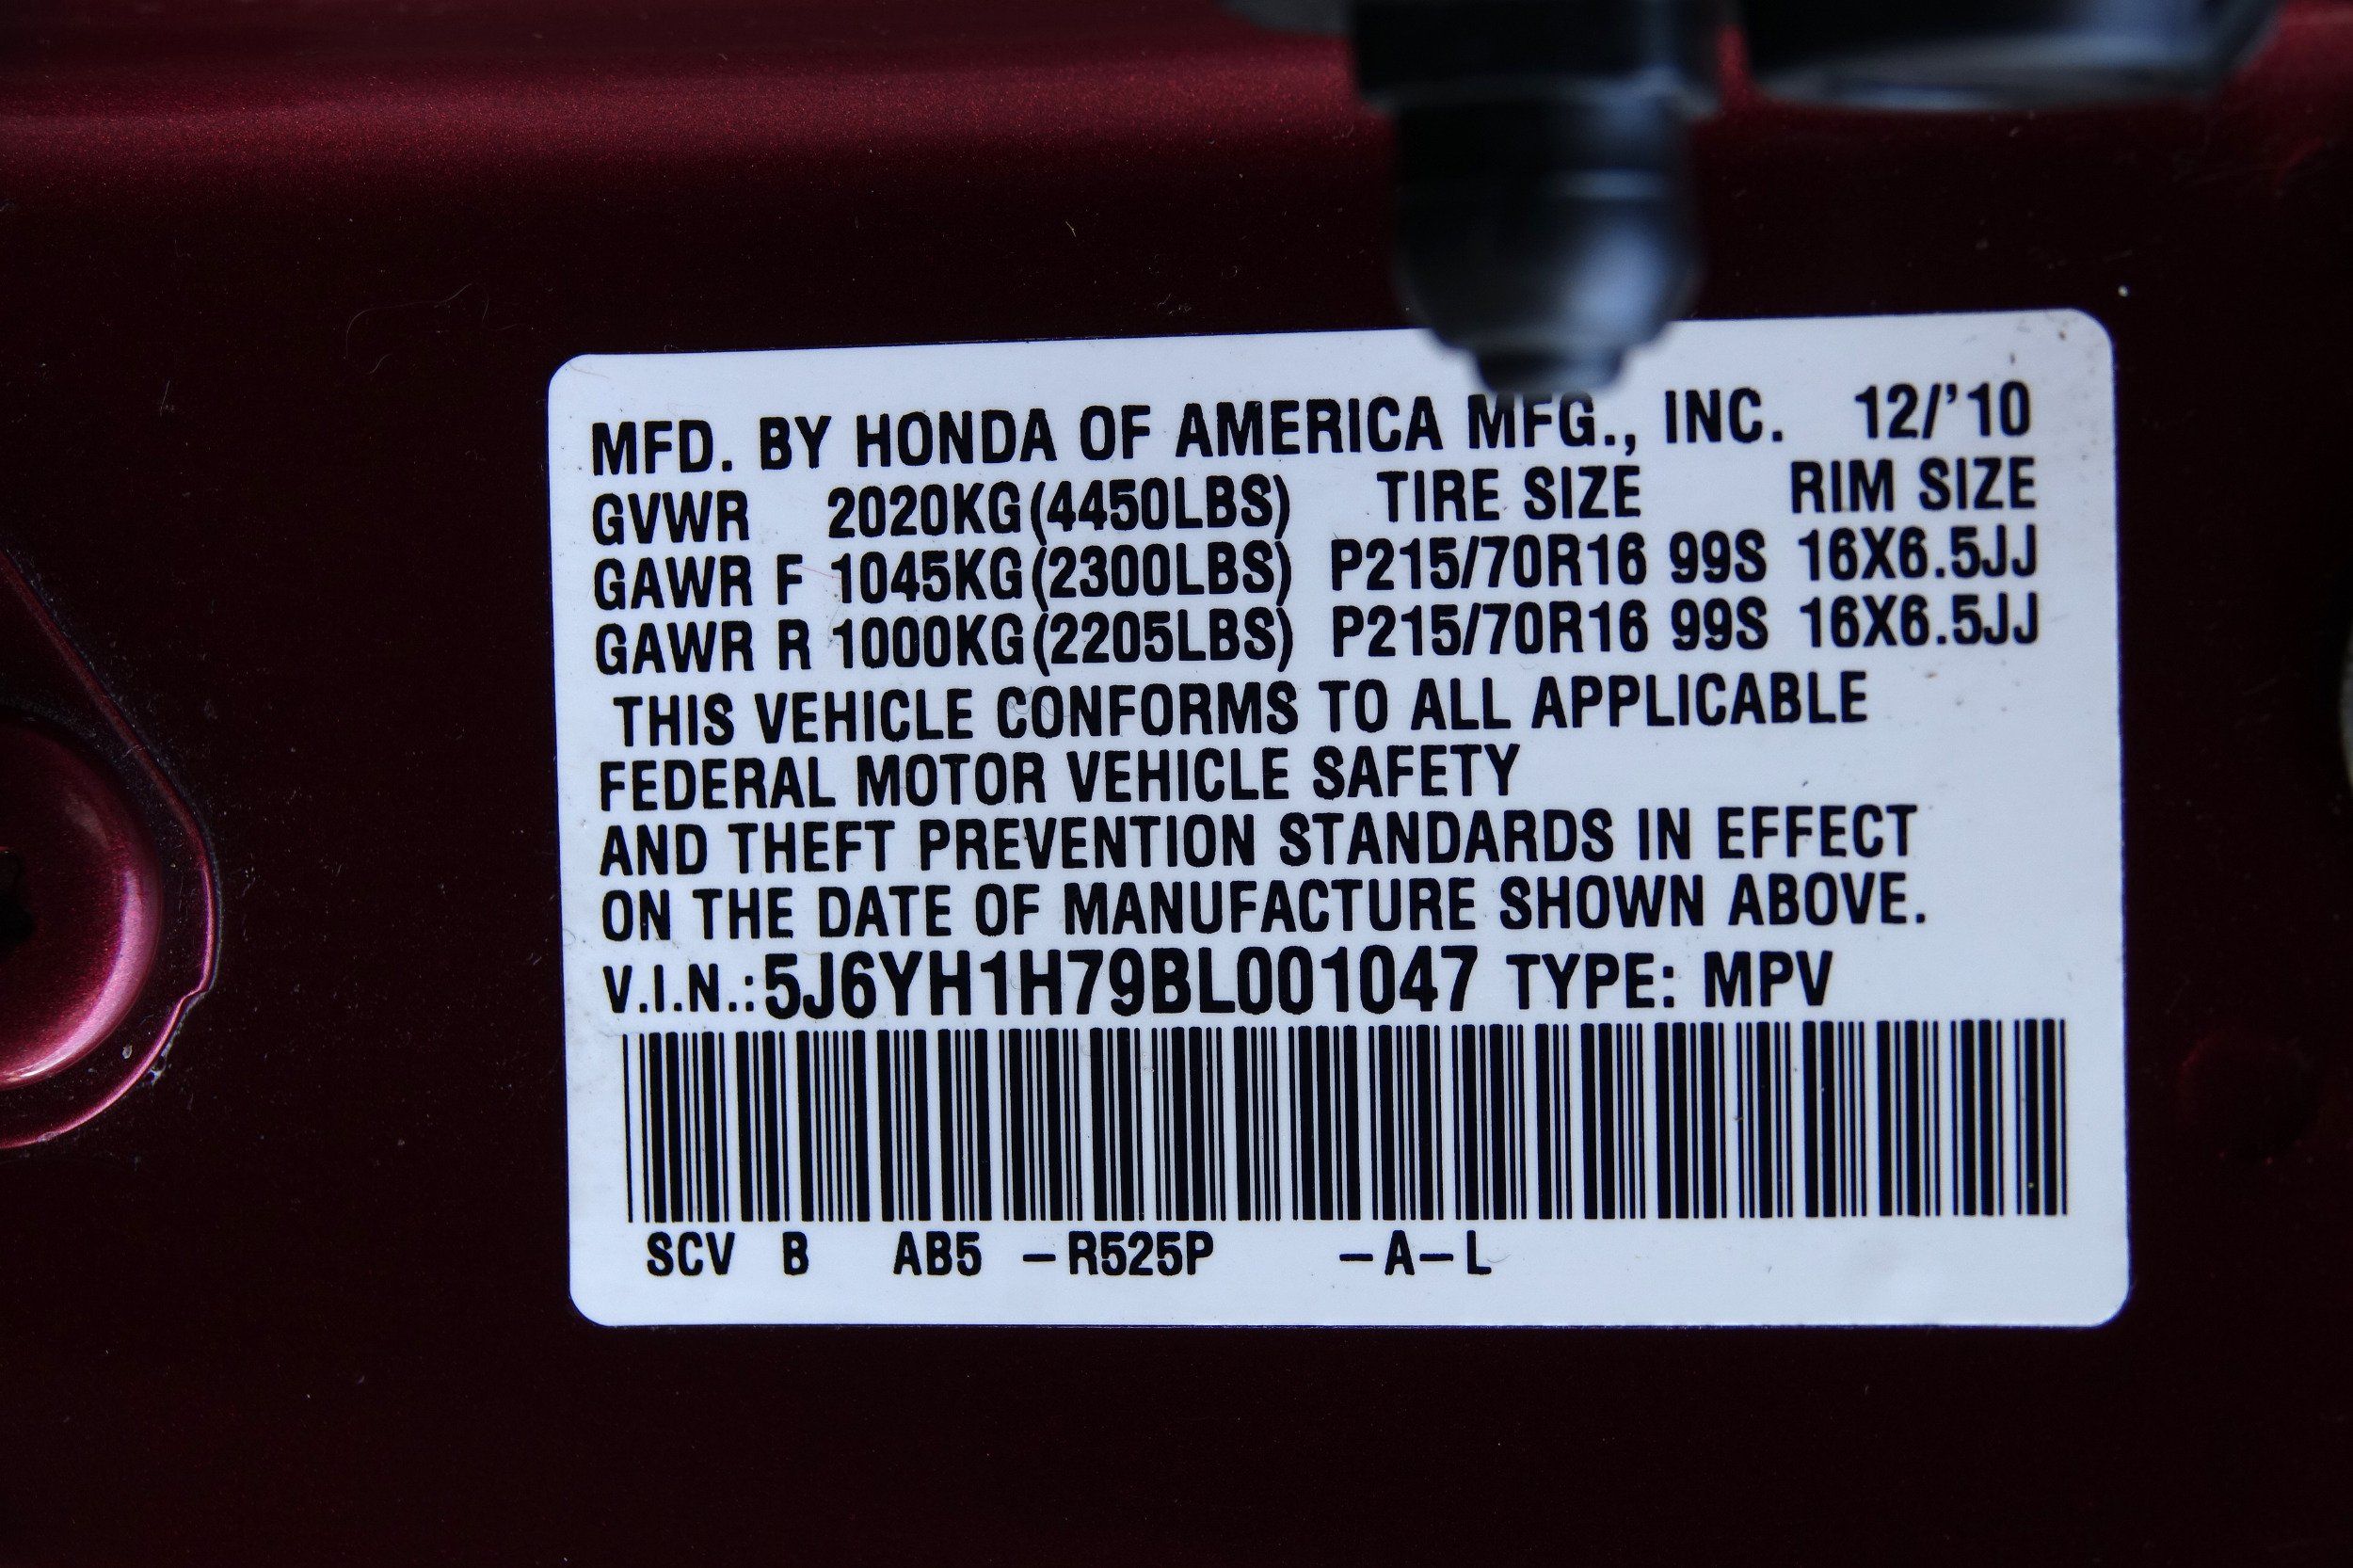 MFD. BY HONDA OF AMERICA MFG., INC. 12/'10
GVWR 2020KG(4450LBS) TIRE SIZE RIM SIZE
GAWR F 1045KG(2300LBS) P215/70R16 99S 16X6.5JJ
GAWR R 1000KG(2205LBS) P215/70R16 99S 16X6.5JJ
THIS VEHICLE CONFORMS TO ALL APPLICABLE
FEDERAL MOTOR VEHICLE SAFETY
AND THEFT PREVENTION STANDARDS IN EFFECT
ON THE DATE OF MANUFACTURE SHOWN ABOVE.
V.I.N.:5J6YH1H79BL001047 TYPE: MPV
SCV B AB5 -R525P -A-L